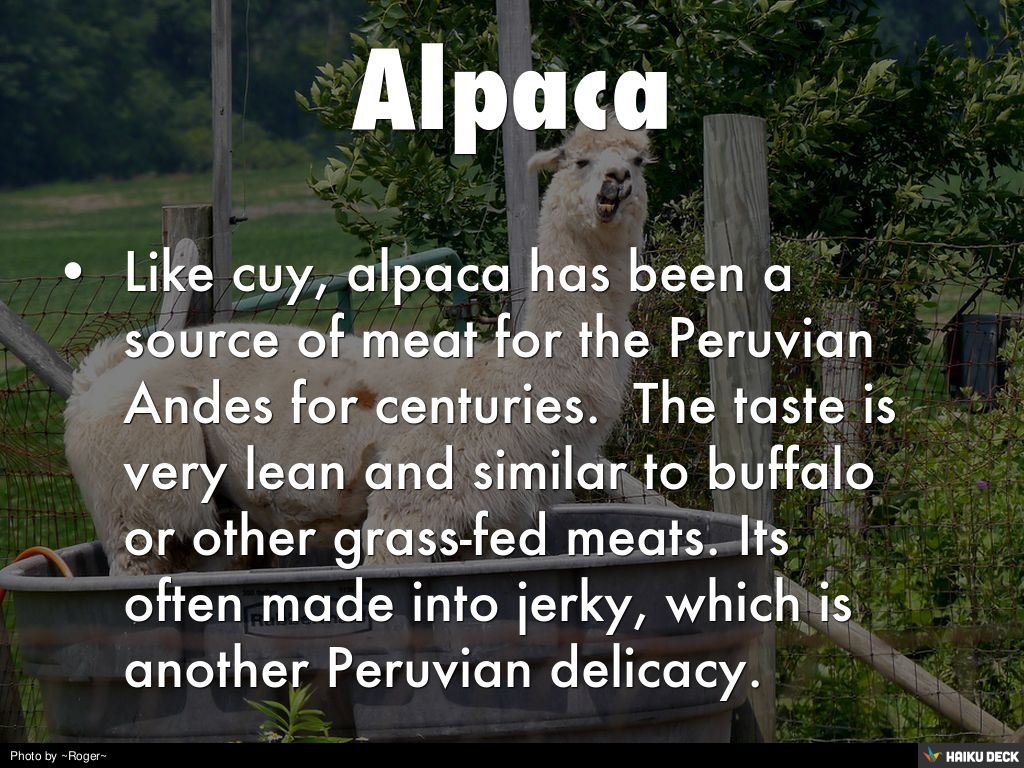 Alpaca
• Like cuy, alpaca has been a
source of meat for the Peruvian
Andes for centuries.  The taste is
very lean and similar to buffalo
or other grass-fed meats. Its
often made into jerky, which is
another Peruvian delicacy.
Photo by ~Roger~
HAIKU DECK